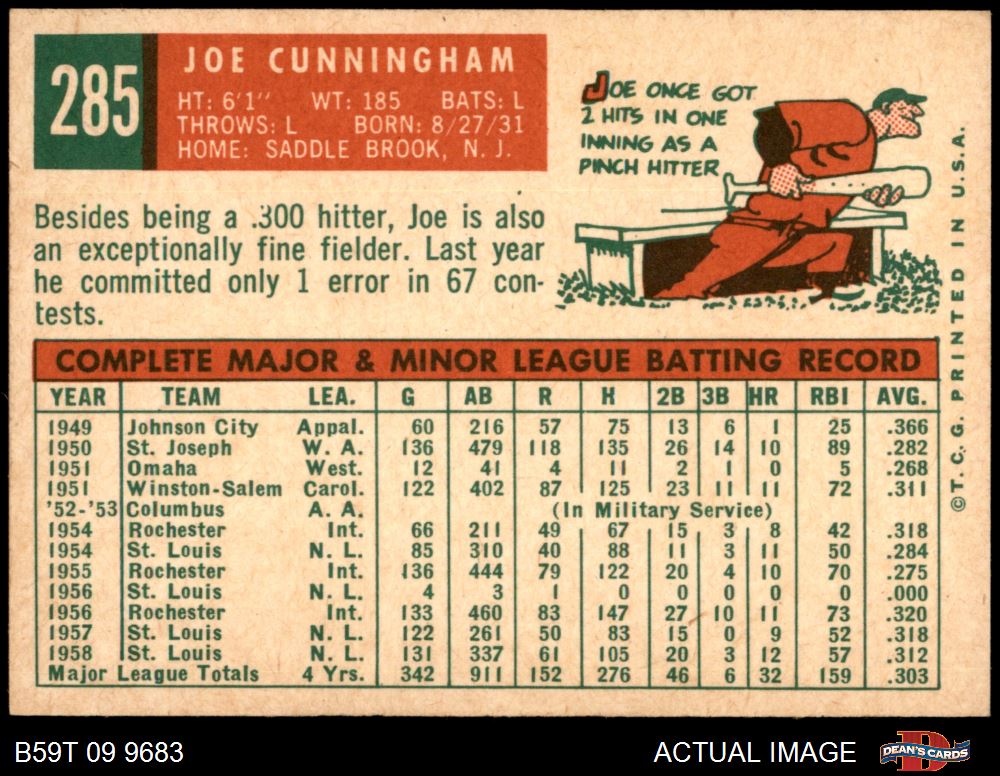 285
JOE CUNNINGHAM
HT: 6'1" WT: 185 BATS: L
THROWS: L BORN: 8/27/31
HOME: SADDLE BROOK, N. J.
JOE ONCE GOT
2 HITS IN ONE
INNING AS A
PINCH HITTER
Besides being a .300 hitter, Joe is also
an exceptionally fine fielder. Last year
he committed only 1 error in 67 con-
tests.
COMPLETE MAJOR & MINOR LEAGUE BATTING RECORD
YEAR TEAM LEA. G AB R H 2B 3B HR RBI AVG.
1949 Johnson City Appal. 60 216 57 75 13 6 1 25 .366
1950 St. Joseph W. A. 136 479 118 135 26 14 10 89 .282
1951 Omaha West. 12 41 4 11 2 1 0 5 .268
1951 Winston-Salem Carol. 122 402 87 125 23 11 11 72 .311
'52-'53 Columbus A. A. (In Military Service)
1954 Rochester Int. 66 211 49 67 15 3 8 42 .318
1954 St. Louis N. L. 85 310 40 88 11 3 11 50 .284
1955 Rochester Int. 136 444 79 122 20 4 10 70 .275
1956 St. Louis N. L. 4 3 1 0 0 0 0 0 .000
1956 Rochester Int. 133 460 83 147 27 10 11 73 .320
1957 St. Louis N. L. 122 261 50 83 15 0 9 52 .318
1958 St. Louis N. L. 131 337 61 105 20 3 12 57 .312
Major League Totals 4 Yrs. 342 911 152 276 46 6 32 159 .303
©T. C. G. PRINTED IN U.S.A.
B59T 09 9683
ACTUAL IMAGE
D
DEAN'S CARDS